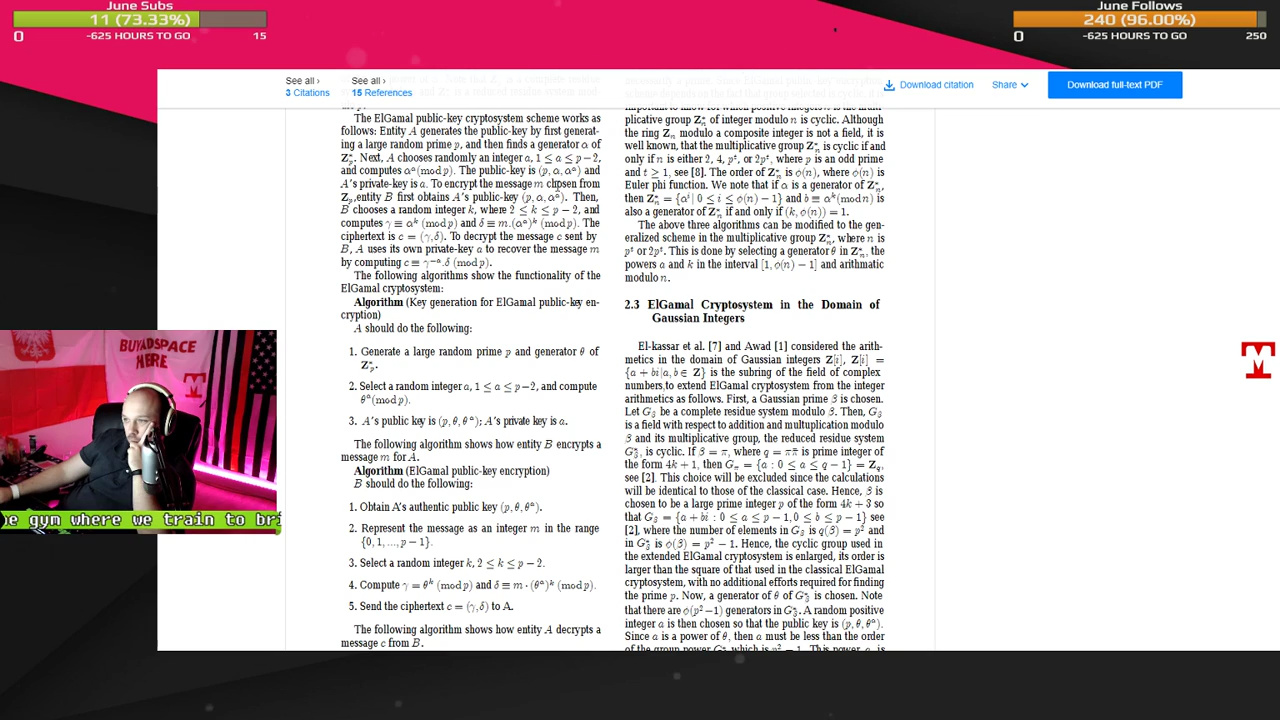 June Subs
11 (73.33%)
0
-625 HOURS TO GO
15
June Follows
240 (96.00%)
0
-625 HOURS TO GO
250
See all ›
3 Citations
See all ›
15 References
Download citation
Share
Download full-text PDF
The ElGamal public-key cryptosystem scheme works as
follows: Entity A generates the public-key by first generat-
ing a large random prime p, and then finds a generator α of
Z*p. Next, A chooses randomly an integer a, 1 ≤ a ≤ p−2,
and computes α^a(mod p). The public-key is (p, α, α^a) and
A's private-key is a. To encrypt the message m chpsen from
Zp,entity B first obtains A's public-key (p, α, α^a). Then,
B chooses a random integer k, where 2 ≤ k ≤ p − 2, and
computes γ ≡ α^k (mod p) and δ ≡ m.(α^a)^k (mod p). The
ciphertext is c = (γ, δ). To decrypt the message c sent by
B, A uses its own private-key a to recover the message m
by computing c ≡ γ^−a.δ (mod p).
The following algorithms show the functionality of the
ElGamal cryptosystem:
Algorithm (Key generation for ElGamal public-key en-
cryption)
A should do the following:
1. Generate a large random prime p and generator θ of
Z*p.
2. Select a random integer a, 1 ≤ a ≤ p−2, and compute
θ^a(mod p).
3. A's public key is (p, θ, θ^a); A's private key is a.
The following algorithm shows how entity B encrypts a
message m for A.
Algorithm (ElGamal public-key encryption)
B should do the following:
1. Obtain A's authentic public key (p, θ, θ^a).
2. Represent the message as an integer m in the range
{0, 1, ..., p − 1}.
3. Select a random integer k, 2 ≤ k ≤ p − 2.
4. Compute γ = θ^k (mod p) and δ ≡ m · (θ^a)^k (mod p).
5. Send the ciphertext c = (γ, δ) to A.
The following algorithm shows how entity A decrypts a
message c from B.
important to know for which positive integers n is the mul-
tiplicative group Z*n of integer modulo n is cyclic. Although
the ring Zn modulo a composite integer is not a field, it is
well known, that the multiplicative group Z*n is cyclic if and
only if n is either 2, 4, p^t, or 2p^t, where p is an odd prime
and t ≥ 1, see [8]. The order of Z*n is ϕ(n), where ϕ(n) is
Euler phi function. We note that if α is a generator of Z*n,
then Z*n = {α^i | 0 ≤ i ≤ ϕ(n) − 1} and b ≡ α^k(mod n) is
also a generator of Z*n if and only if (k, ϕ(n)) = 1.
The above three algorithms can be modified to the gen-
eralized scheme in the multiplicative group Z*n, where n is
p^t or 2p^t. This is done by selecting a generator θ in Z*n, the
powers a and k in the interval [1, ϕ(n) − 1] and arithmatic
modulo n.
2.3 ElGamal Cryptosystem in the Domain of
Gaussian Integers
El-kassar et al. [7] and Awad [1] considered the arith-
metics in the domain of Gaussian integers Z[i], Z[i] =
{a + bi | a, b ∈ Z} is the subring of the field of complex
numbers,to extend ElGamal cryptosystem from the integer
arithmetics as follows. First, a Gaussian prime β is chosen.
Let Gβ be a complete residue system modulo β. Then, Gβ
is a field with respect to addition and multiplication modulo
β and its multiplicative group, the reduced residue system
G*β, is cyclic. If β = π, where q = ππ̄ is prime integer of
the form 4k + 1, then Gπ = {a : 0 ≤ a ≤ q − 1} = Zq,
see [2]. This choice will be excluded since the calculations
will be identical to those of the classical case. Hence, β is
chosen to be a large prime integer p of the form 4k + 3 so
that Gβ = {a + bi : 0 ≤ a ≤ p − 1, 0 ≤ b ≤ p − 1} see
[2], where the number of elements in Gβ is q(β) = p² and
in G*β is ϕ(β) = p² − 1. Hence, the cyclic group used in
the extended ElGamal cryptosystem is enlarged, its order is
larger than the square of that used in the classical ElGamal
cryptosystem, with no additional efforts required for finding
the prime p. Now, a generator of θ of G*β is chosen. Note
that there are ϕ(p² − 1) generators in G*β. A random positive
integer a is then chosen so that the public key is (p, θ, θ^a).
Since a is a power of θ, then a must be less than the order
of the group power G*β which is p² − 1. This power a, is
HERE
he gym where we train to bri
M